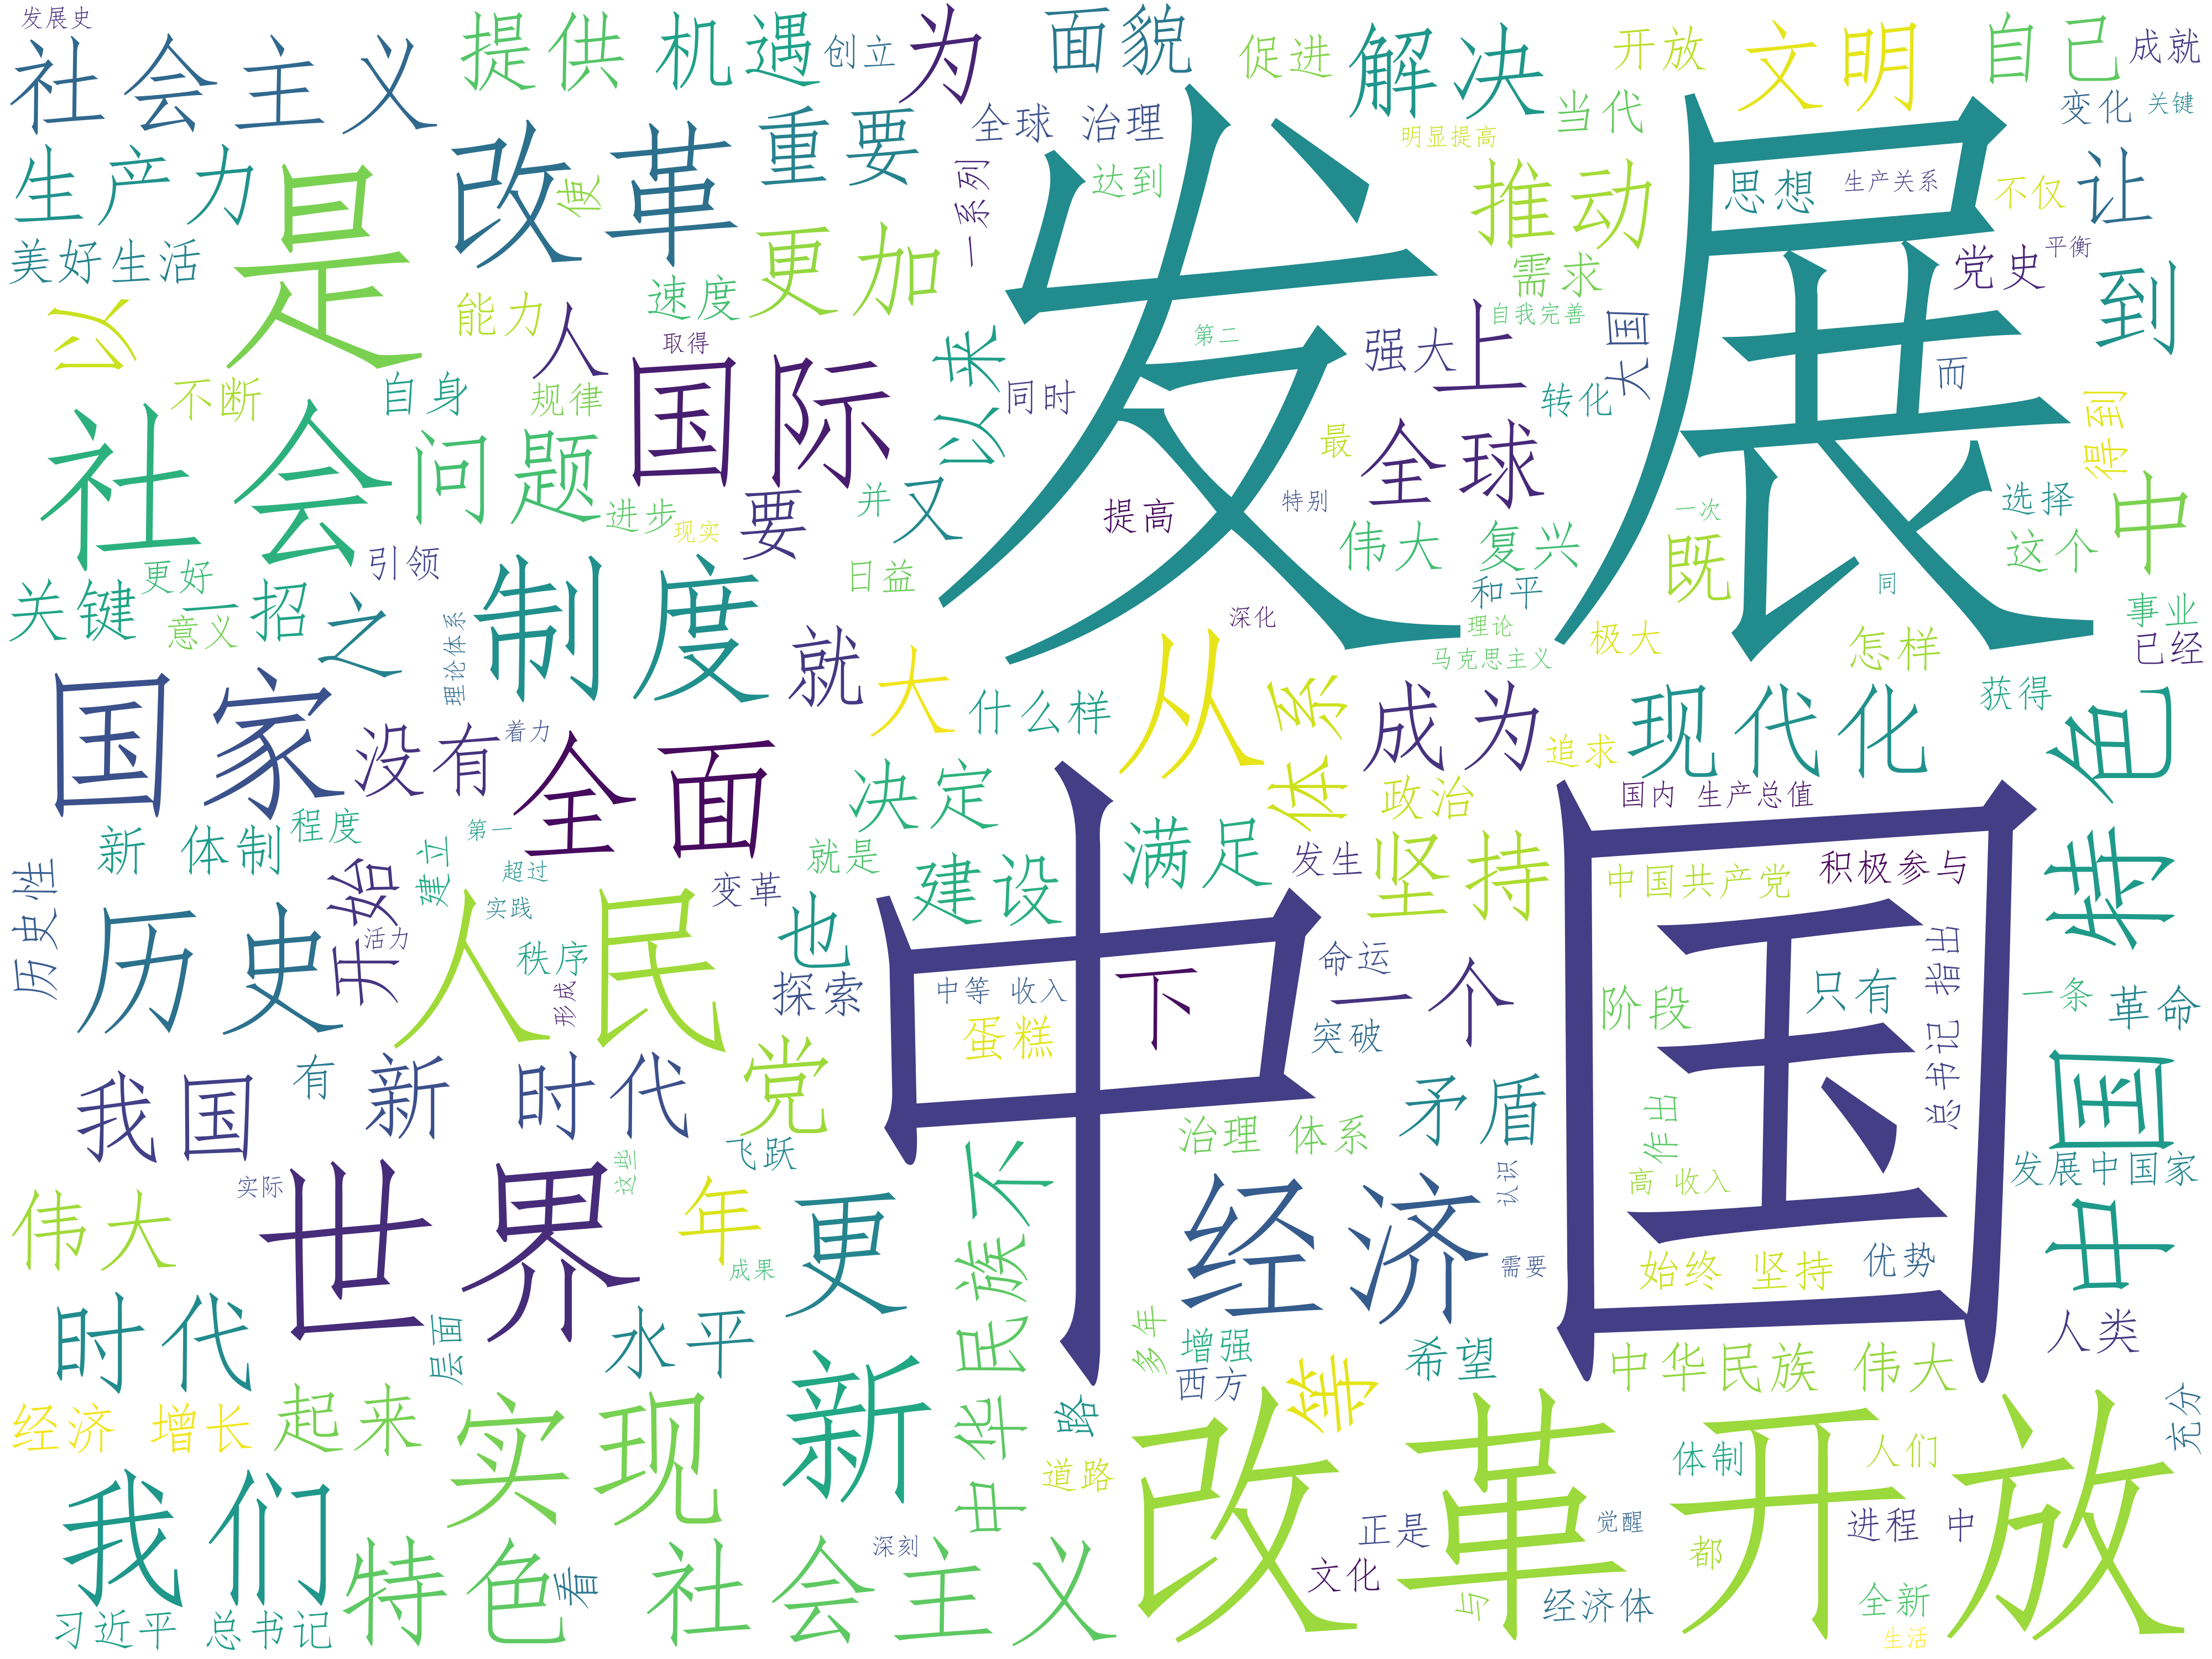 发展史
社会主义
提供 机遇
创立
为
面貌
促进
解决
开放
文明
自己
成就
变化
关键
全球 治理
当代
明显提高
生产力
是
改革
使
重要
一系列
达到
发展
推动
思想
生产关系
不仅
让
美好生活
更加
速度
需求
党史
平衡
以
能力
人
取得
以来
第二
自我完善
强大
上
大国
到
不断
自身
规律
国际
同时
转化
而
得到
社会
问题
进步
现实
要
并
又
提高
特别
最
全球
选择
中
一次
既
这个
引领
伟大 复兴
更好
关键 一招
意义
之
理论体系
制度
日益
就
深化
和平
理论
马克思主义
同
极大
怎样
事业
已经
国家
没有
着力
全面
大
什么样
从
体系
成为
追求
现代化
获得
特色
新 体制
程度
第一
决定
政治
国内 生产总值
历史性
开始
建立
超过
就是
变革
建设
满足
发生
坚持
中国共产党
积极参与
历史
活力
人民
实践
秩序
形成
也
探索
中国
中等 收入
蛋糕
下
命运
一个
突破
阶段
只有
总书记 指出
一条
革命
特色 中国
我国
有
新 时代
党
飞跃
矛盾
治理 体系
作出
高 收入
发展中国家
中
伟大
实际
世界
这些
年
成果
更
不
中华民族
经济
认识
需要
始终 坚持
优势
人类
时代
层面
水平
多年
增强
西方
希望
中华民族 伟大
经济 增长
起来
实现
新
路
道路
等
改革开放
体制
人们
充分
我们
特色 社会主义
看
深刻
正是
文化
觉醒
与
经济体
都
进程 中
全新
生活
习近平 总书记